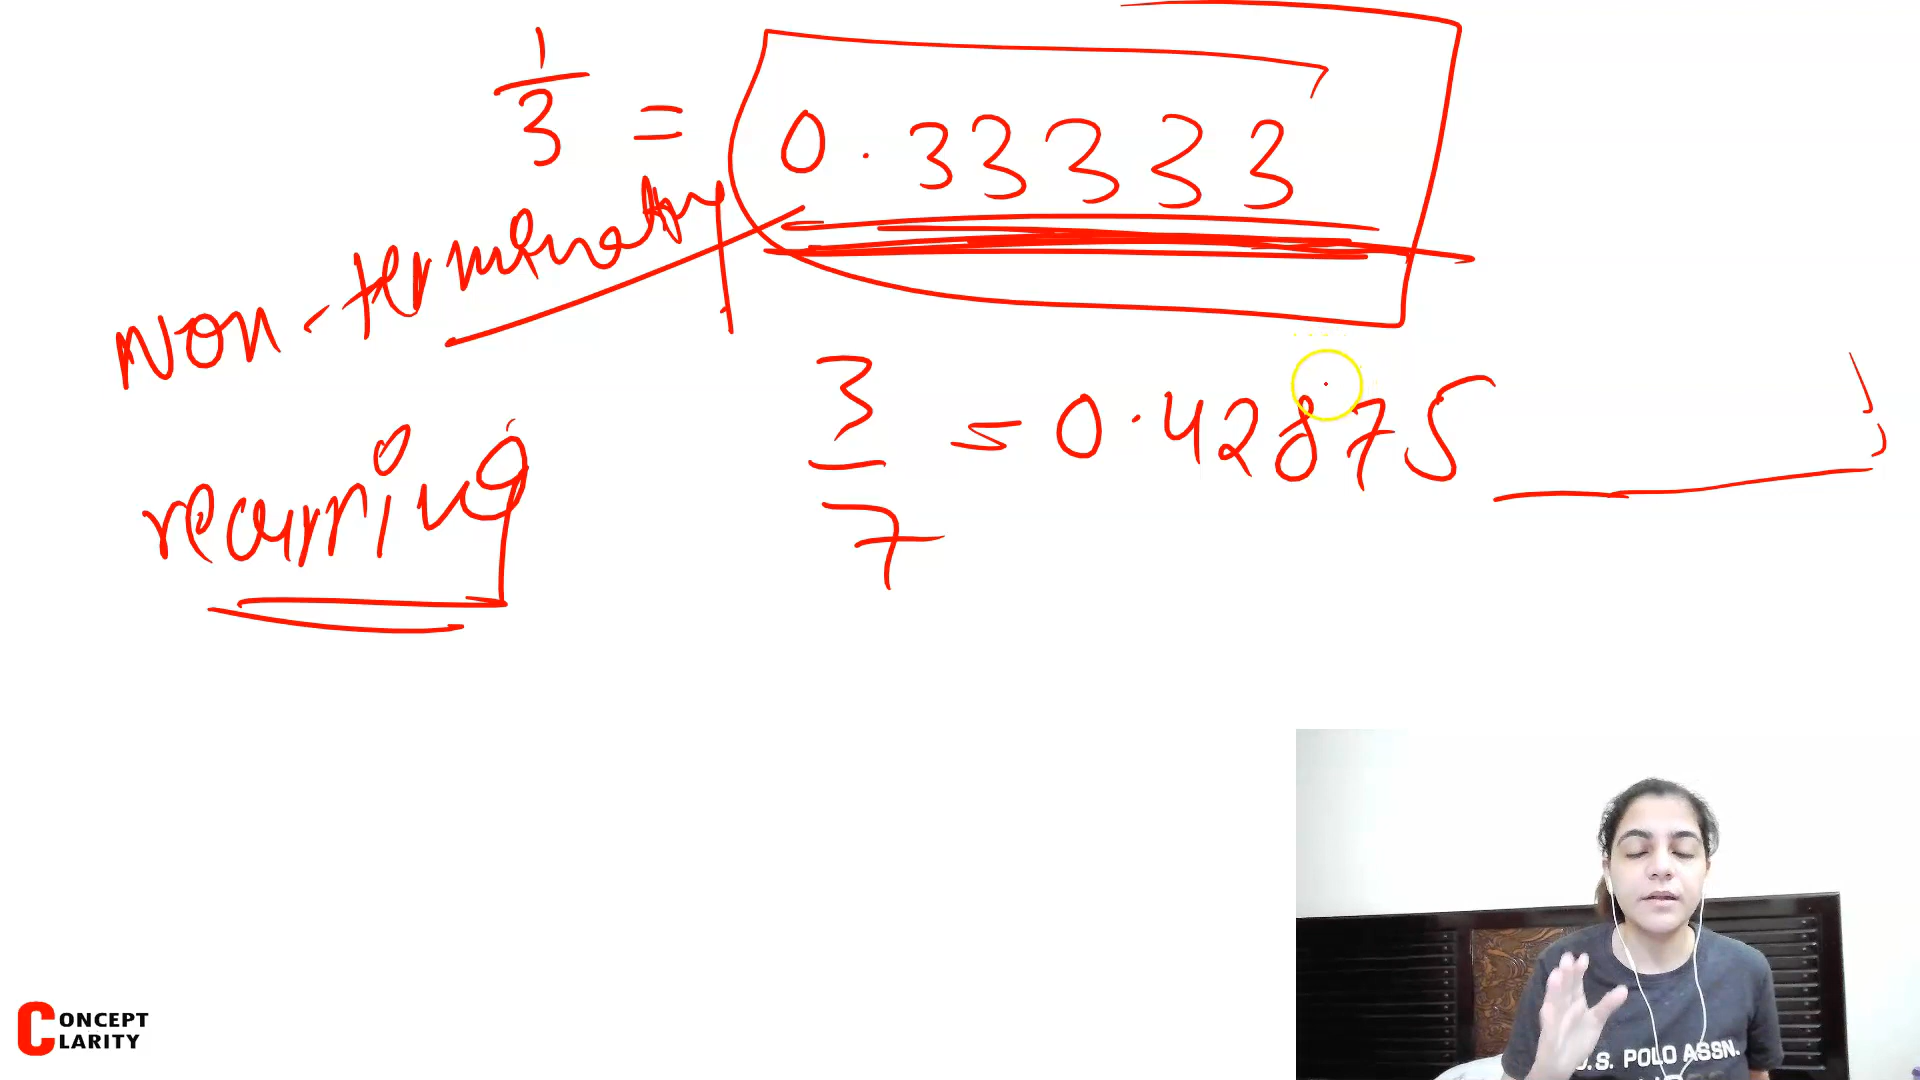 1/3 = 0.33333
Non-terminating
3/7 = 0.42875
recurring
CONCEPT
CLARITY
U.S. POLO ASSN.